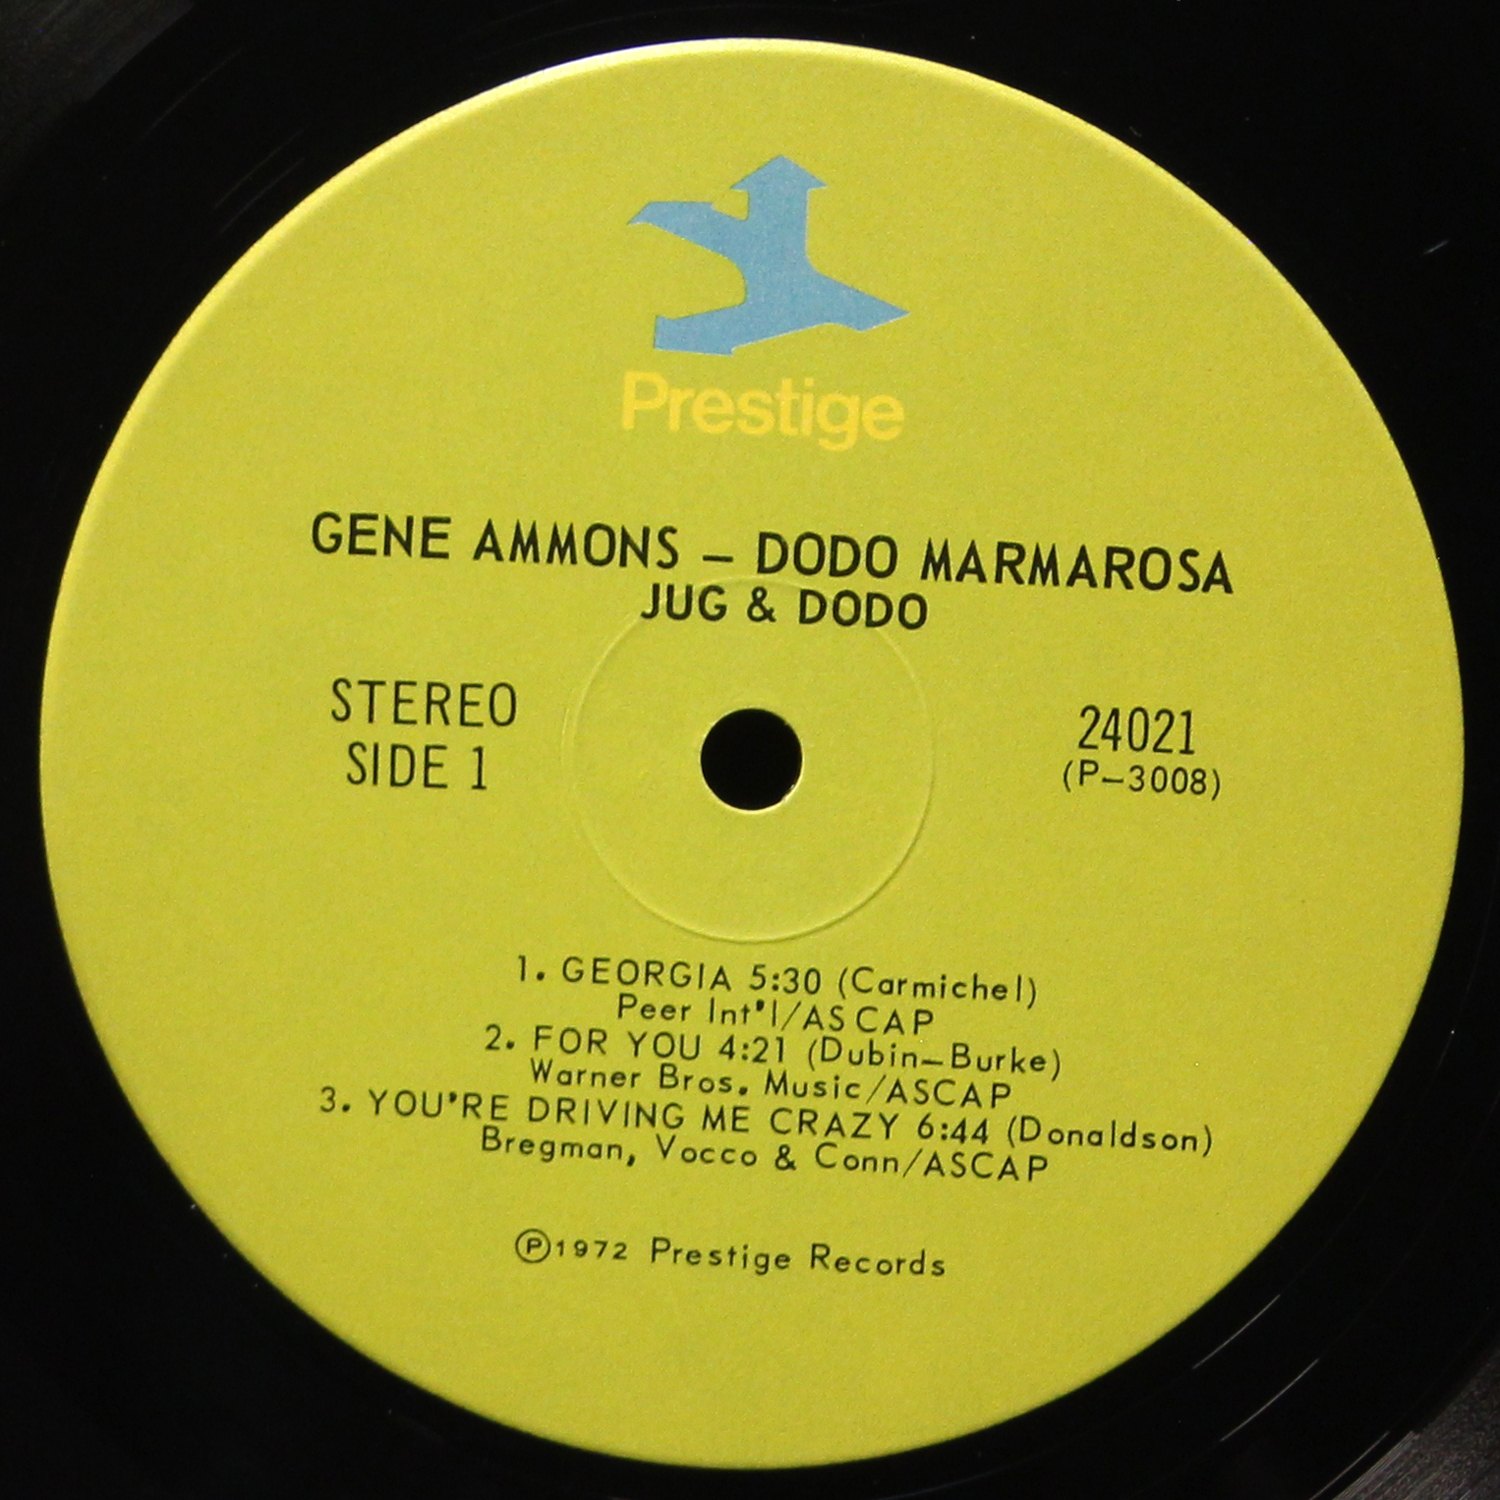 Prestige
GENE AMMONS – DODO MARMAROSA
JUG & DODO
STEREO
SIDE 1
24021
(P–3008)
1. GEORGIA 5:30 (Carmichel)
Peer Int'l/ASCAP
2. FOR YOU 4:21 (Dubin–Burke)
Warner Bros. Music/ASCAP
3. YOU'RE DRIVING ME CRAZY 6:44 (Donaldson)
Bregman, Vocco & Conn/ASCAP
℗1972 Prestige Records